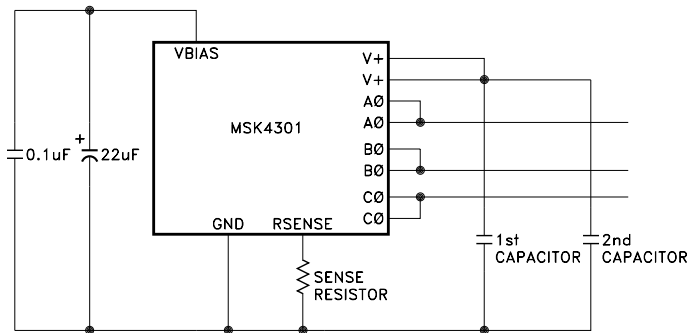 VBIAS
V+
V+
AØ
AØ
MSK4301
BØ
BØ
CØ
CØ
+
0.1uF
22uF
GND
RSENSE
SENSE
RESISTOR
1st
CAPACITOR
2nd
CAPACITOR